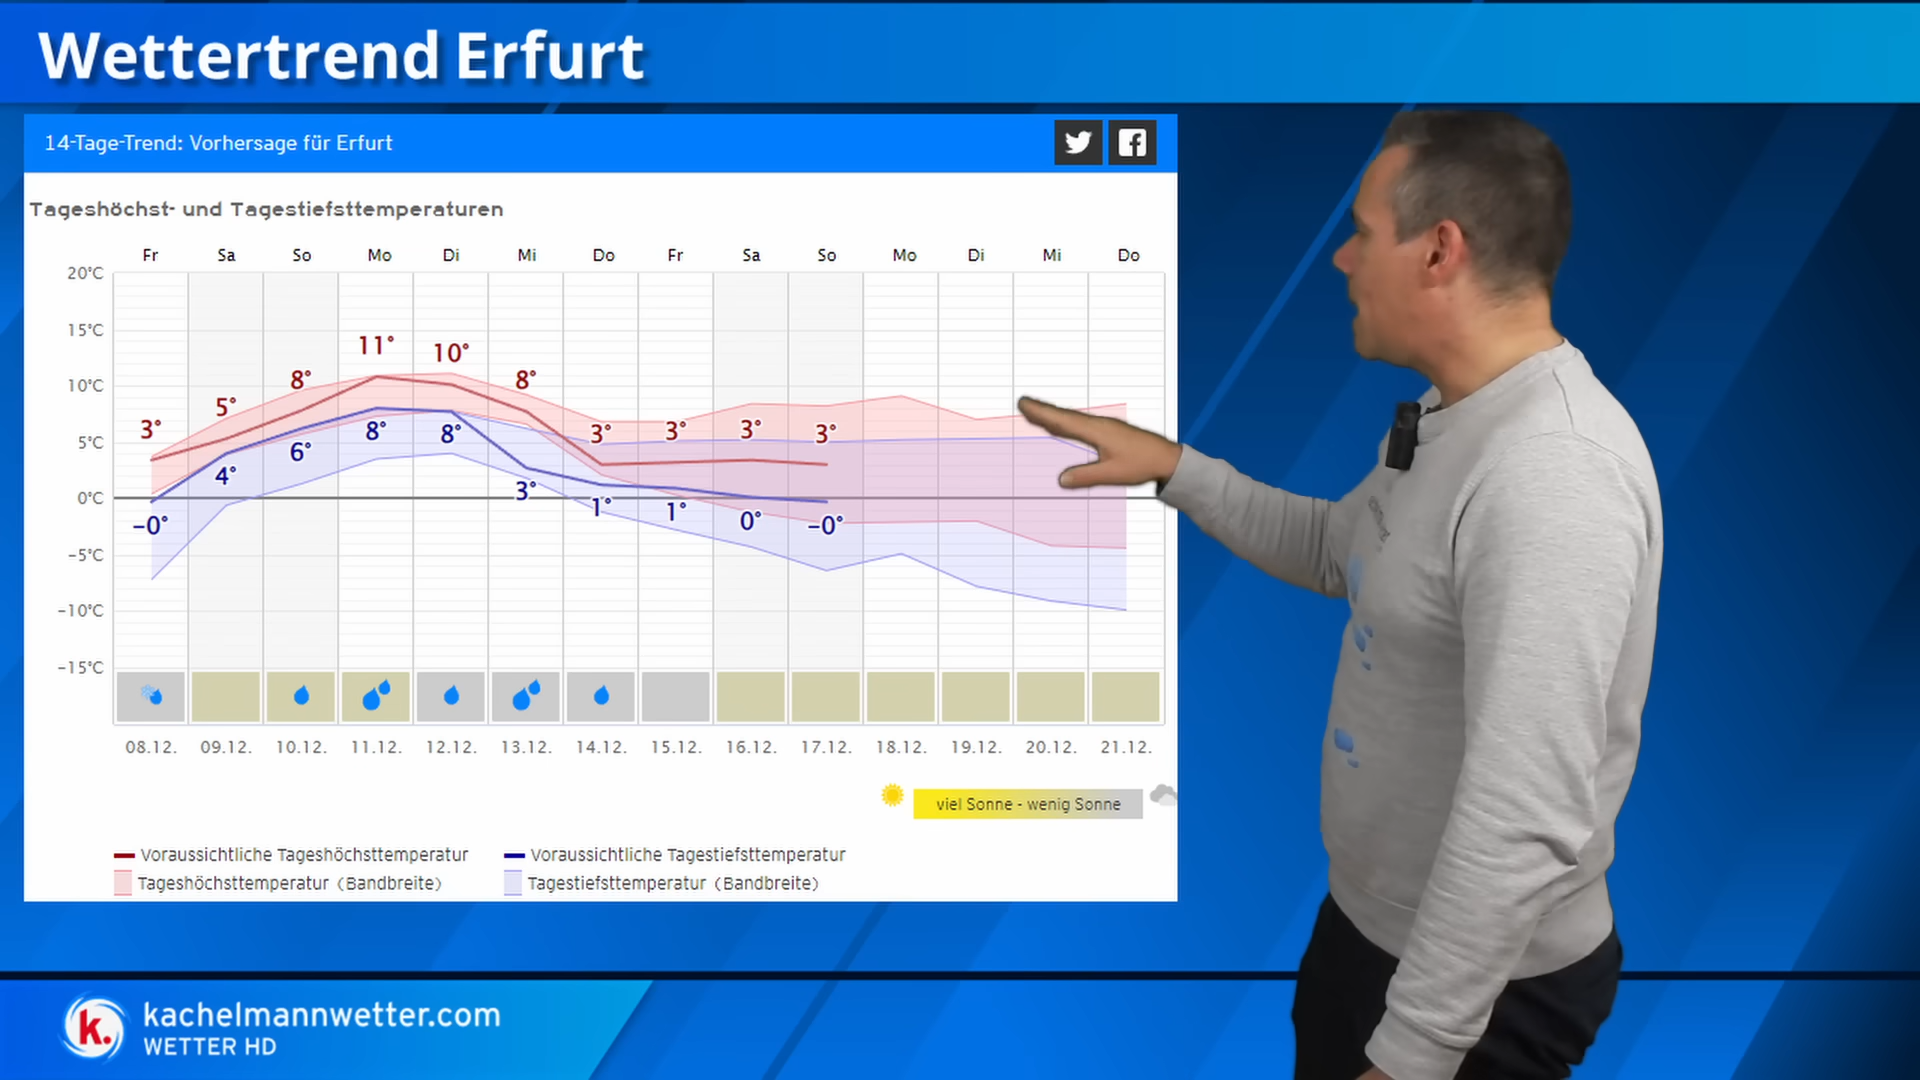 Wettertrend Erfurt
14-Tage-Trend: Vorhersage für Erfurt
Tageshöchst- und Tagestiefsttemperaturen
Fr Sa So Mo Di Mi Do Fr Sa So Mo Di Mi Do
20°C
15°C
10°C
5°C
0°C
-5°C
-10°C
-15°C
3° 5° 8° 11° 10° 8° 3° 3° 3° 3°
-0° 4° 6° 8° 8° 3° 1° 1° 0° -0°
08.12. 09.12. 10.12. 11.12. 12.12. 13.12. 14.12. 15.12. 16.12. 17.12. 18.12. 19.12. 20.12. 21.12.
viel Sonne - wenig Sonne
Voraussichtliche Tageshöchsttemperatur Voraussichtliche Tagestiefsttemperatur
Tageshöchsttemperatur (Bandbreite) Tagestiefsttemperatur (Bandbreite)
k.
kachelmannwetter.com
WETTER HD